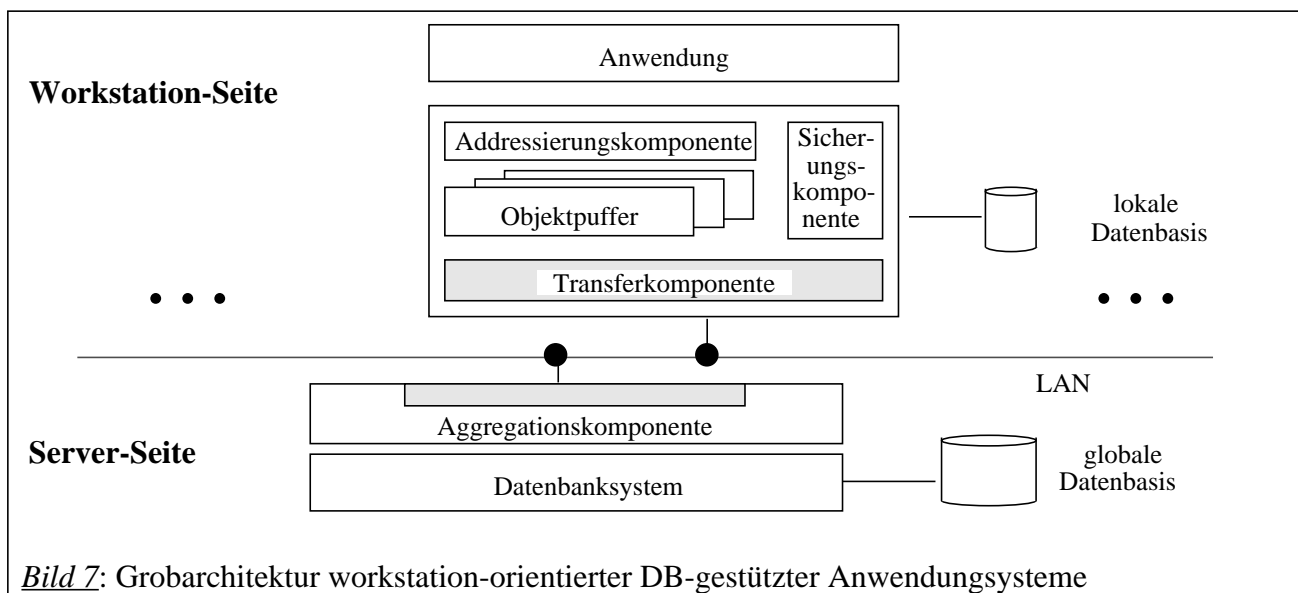 Anwendung
Workstation-Seite
Addressierungskomponente
Sicher-
ungs-
kompo-
nente
Objektpuffer
lokale
Datenbasis
Transferkomponente
• • •
• • •
LAN
Aggregationskomponente
Server-Seite
Datenbanksystem
globale
Datenbasis
Bild 7: Grobarchitektur workstation-orientierter DB-gestützter Anwendungsysteme